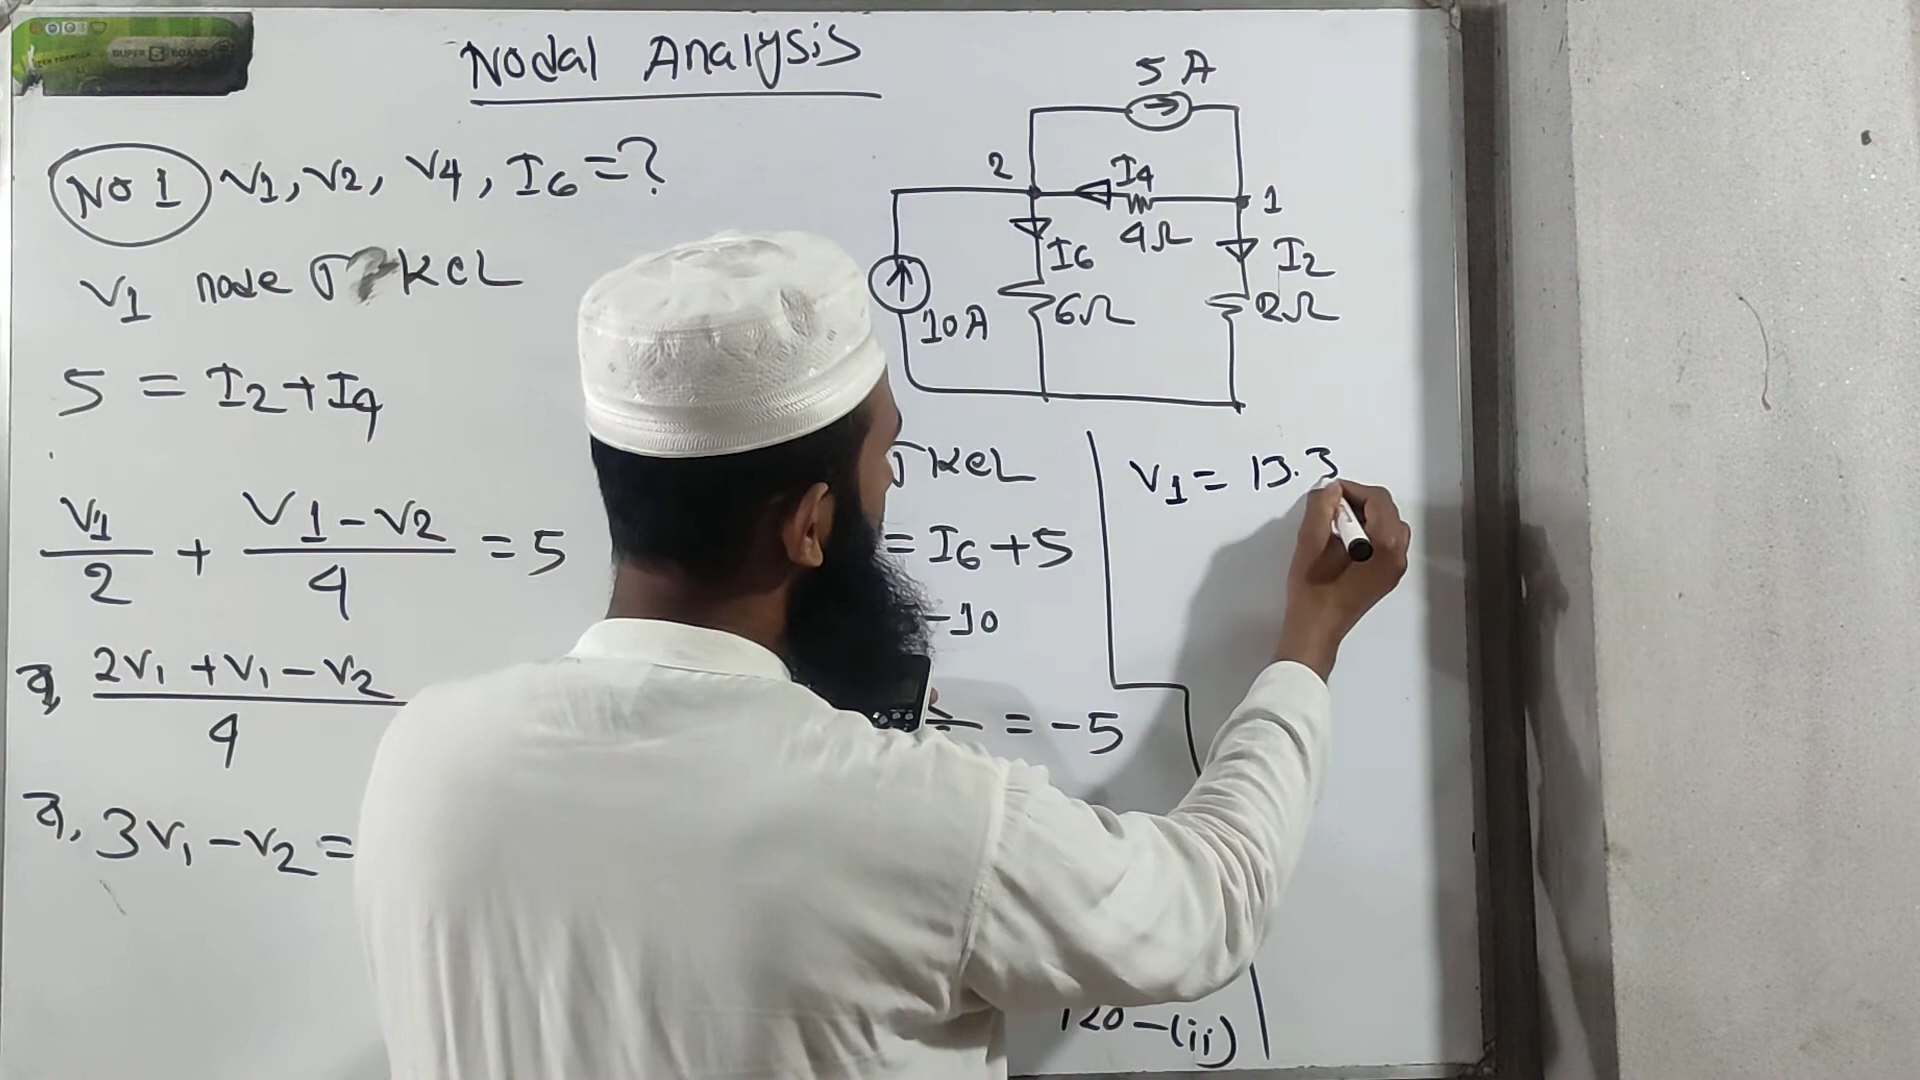 Nodal Analysis
NO 1 V1, V2, V4, I6 = ?
V1 node KCL
5 = I2 + I4
V1/2 + (V1 - V2)/4 = 5
বা, (2V1 + V1 - V2)/4
বা, 3V1 - V2 =
5 A
2
I4
1
4Ω
I6
I2
10A
6Ω
2Ω
KCL
= I6 + 5
-10
= -5
120 - (ii)
V1 = 13.3
SUPER BOARD